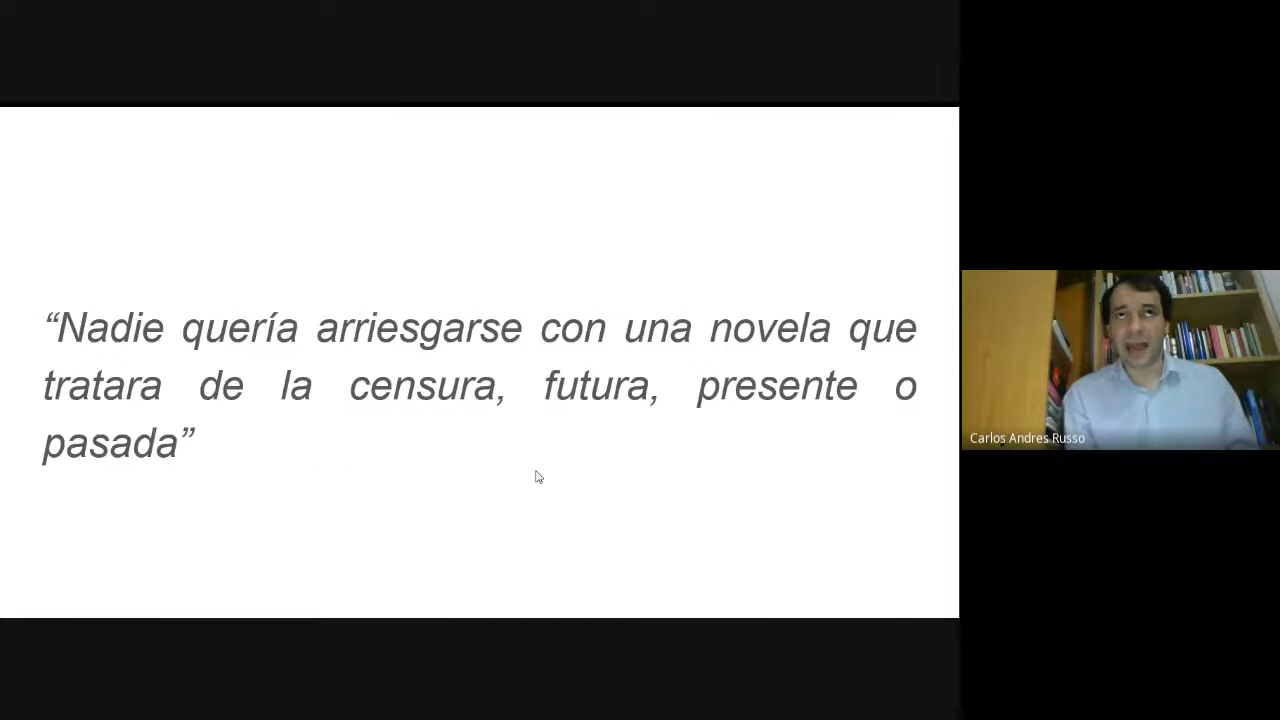 “Nadie quería arriesgarse con una novela que
tratara de la censura, futura, presente o
pasada”
Carlos Andres Russo